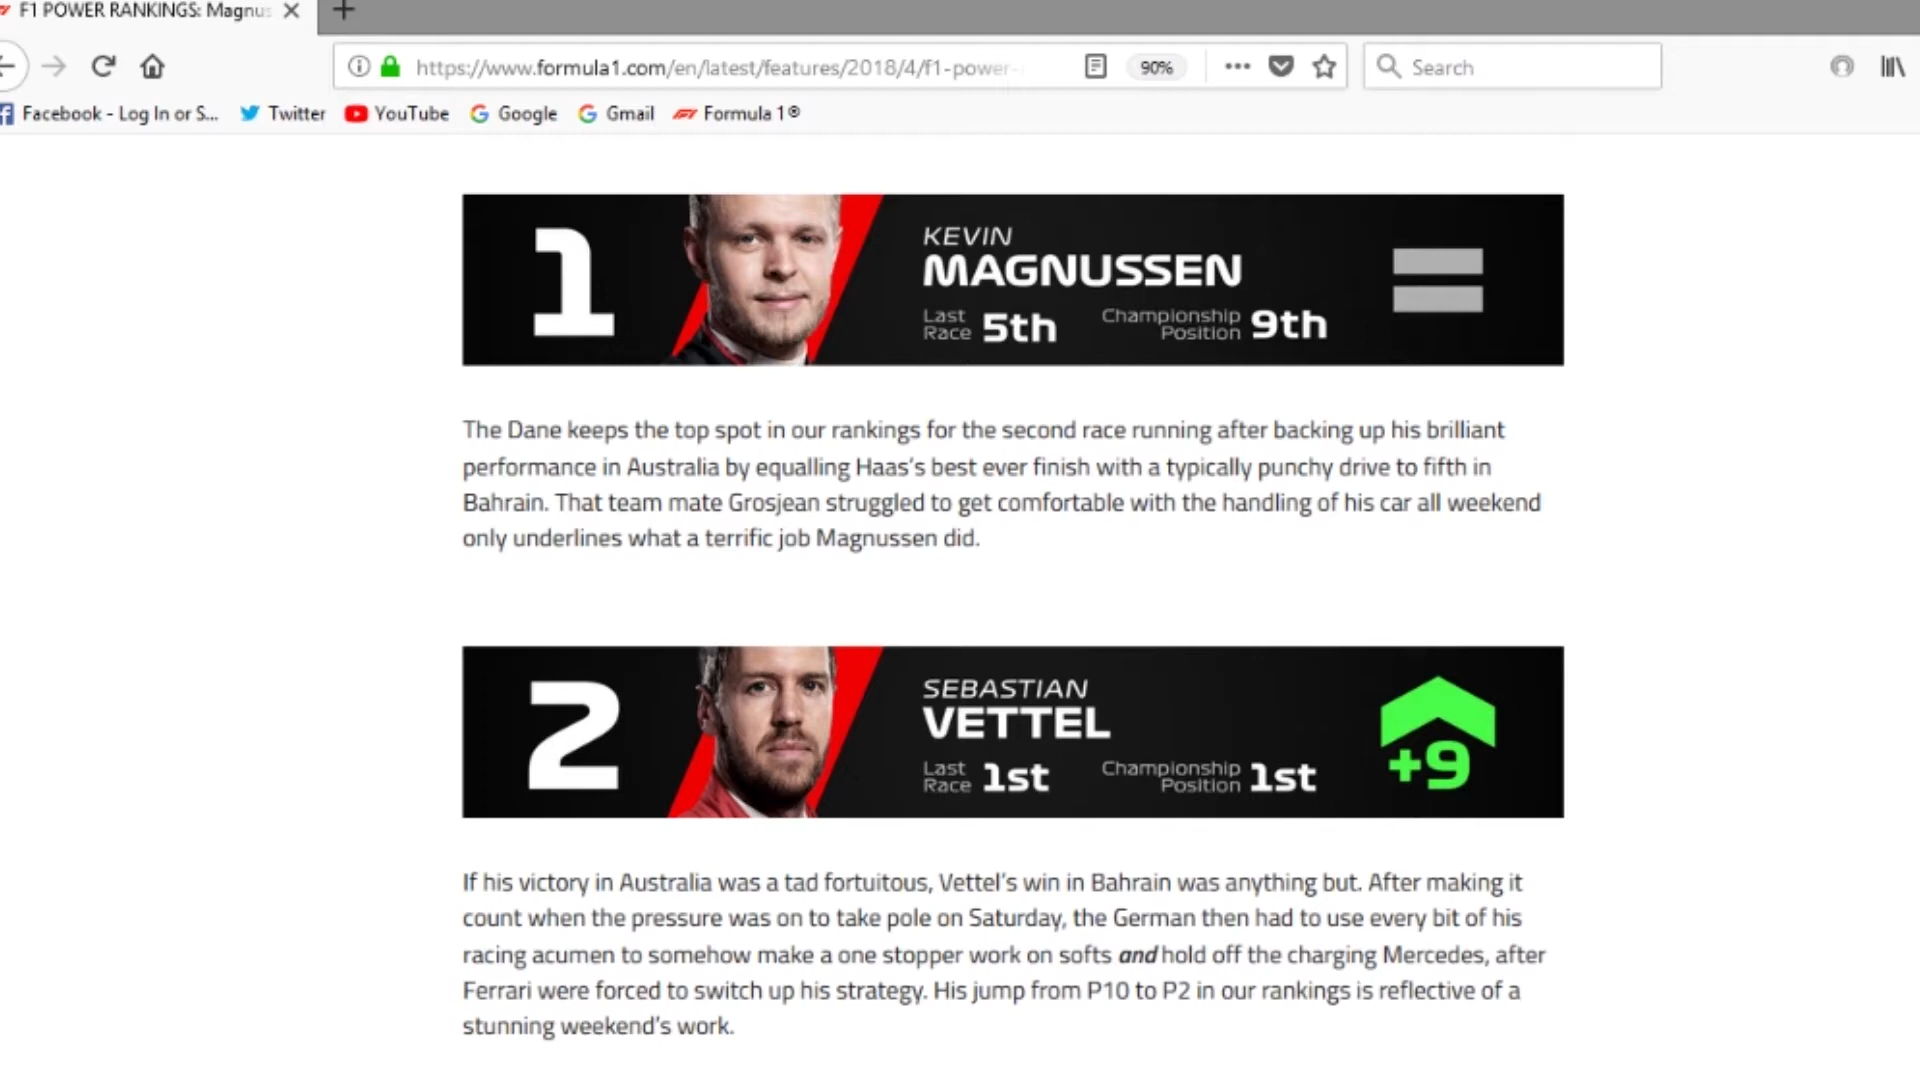 F1 POWER RANKINGS: Magnus
https://www.formula1.com/en/latest/features/2018/4/f1-power-
90%
Search
Facebook - Log In or S...
Twitter
YouTube
Google
Gmail
Formula 1®
1
KEVIN
MAGNUSSEN
Last Race 5th Championship Position 9th
The Dane keeps the top spot in our rankings for the second race running after backing up his brilliant
performance in Australia by equalling Haas's best ever finish with a typically punchy drive to fifth in
Bahrain. That team mate Grosjean struggled to get comfortable with the handling of his car all weekend
only underlines what a terrific job Magnussen did.
2
SEBASTIAN
VETTEL
Last Race 1st Championship Position 1st
+9
If his victory in Australia was a tad fortuitous, Vettel's win in Bahrain was anything but. After making it
count when the pressure was on to take pole on Saturday, the German then had to use every bit of his
racing acumen to somehow make a one stopper work on softs and hold off the charging Mercedes, after
Ferrari were forced to switch up his strategy. His jump from P10 to P2 in our rankings is reflective of a
stunning weekend's work.